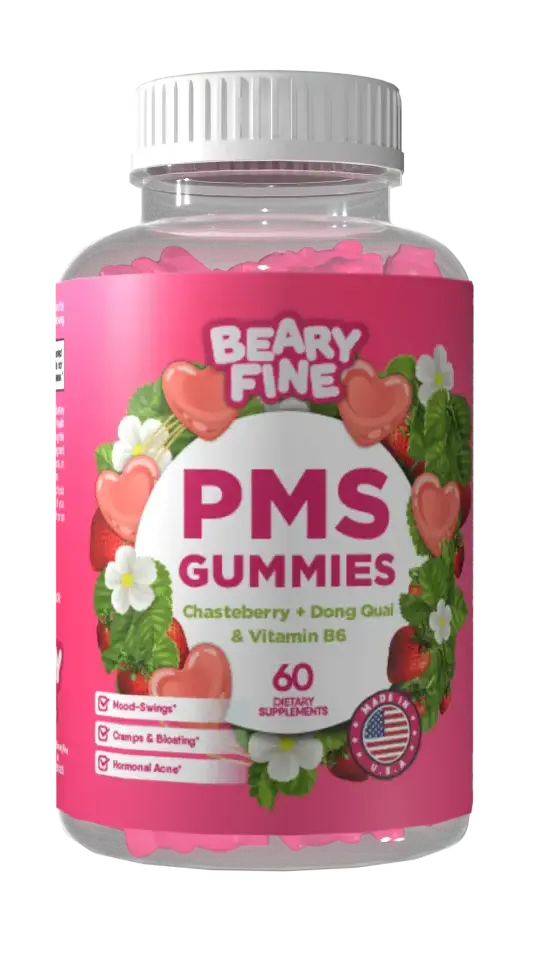 BEARY
FINE
PMS
GUMMIES
Chasteberry + Dong Quai
& Vitamin B6
60
DIETARY
SUPPLEMENTS
Mood-Swings*
Cramps & Bloating*
Hormonal Acne*
MADE IN
U.S.A